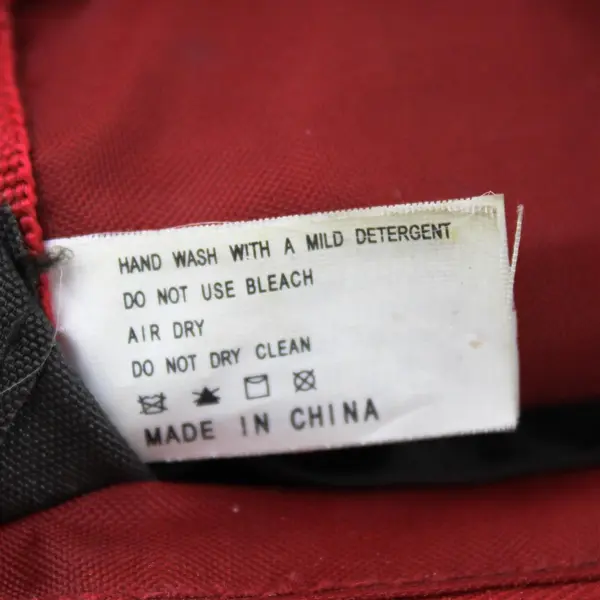 HAND WASH WITH A MILD DETERGENT
DO NOT USE BLEACH
AIR DRY
DO NOT DRY CLEAN
MADE IN CHINA